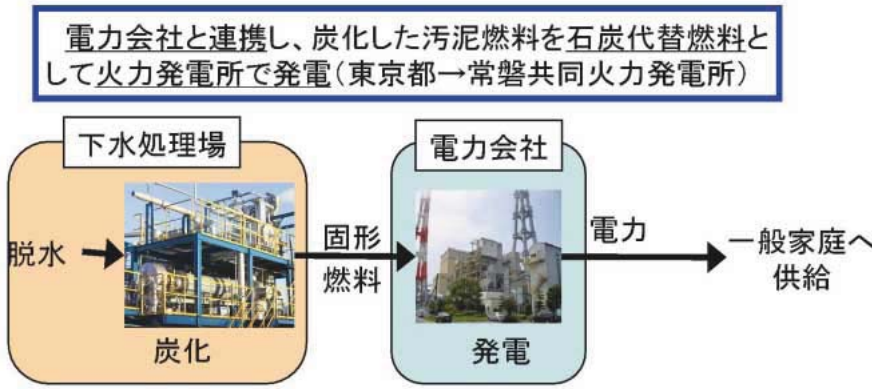 電力会社と連携し、炭化した汚泥燃料を石炭代替燃料と
して火力発電所で発電(東京都→常磐共同火力発電所)
下水処理場
電力会社
脱水
炭化
固形
燃料
発電
電力
一般家庭へ
供給